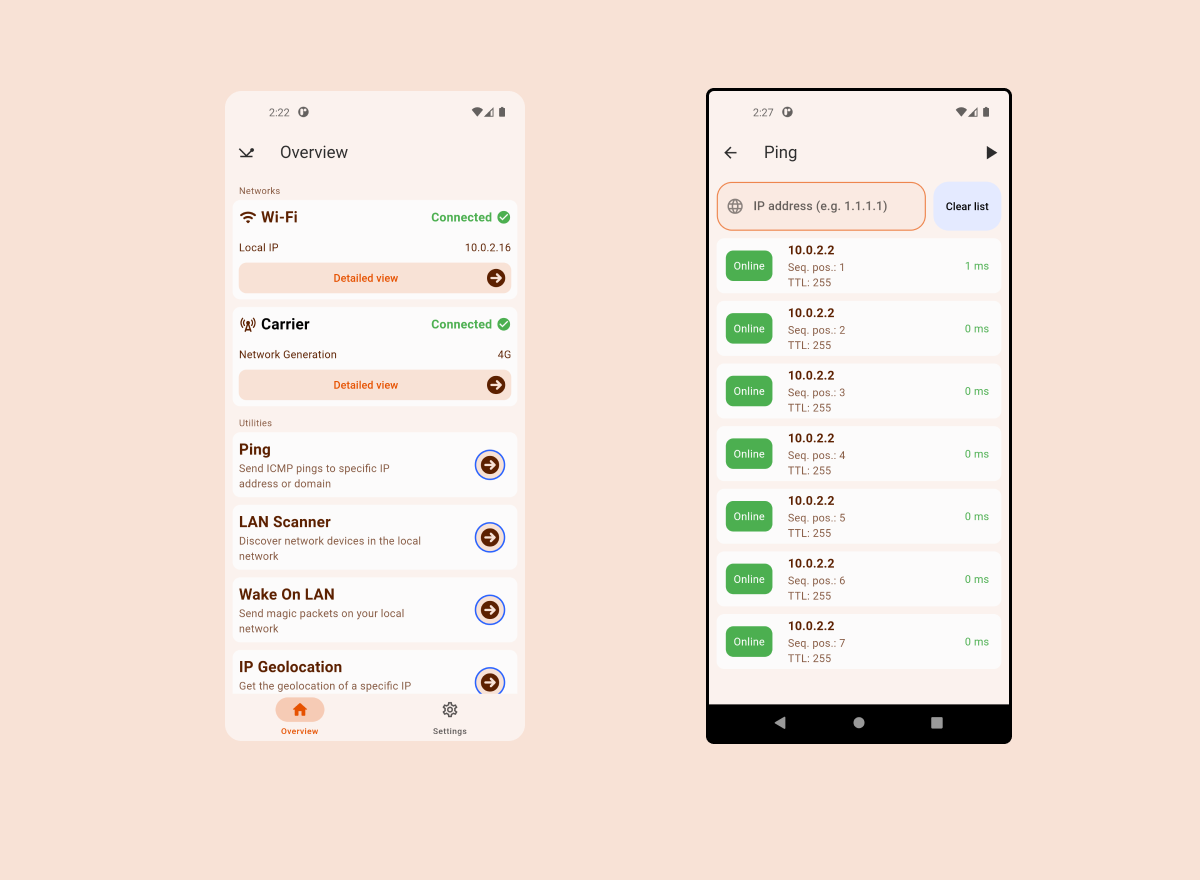 2:22
Overview
Networks
Wi-Fi
Connected
Local IP
10.0.2.16
Detailed view
Carrier
Connected
Network Generation
4G
Detailed view
Utilities
Ping
Send ICMP pings to specific IP
address or domain
LAN Scanner
Discover network devices in the local
network
Wake On LAN
Send magic packets on your local
network
IP Geolocation
Get the geolocation of a specific IP
Overview
Settings
2:27
Ping
IP address (e.g. 1.1.1.1)
Clear list
Online
10.0.2.2
Seq. pos.: 1
TTL: 255
1 ms
Online
10.0.2.2
Seq. pos.: 2
TTL: 255
0 ms
Online
10.0.2.2
Seq. pos.: 3
TTL: 255
0 ms
Online
10.0.2.2
Seq. pos.: 4
TTL: 255
0 ms
Online
10.0.2.2
Seq. pos.: 5
TTL: 255
0 ms
Online
10.0.2.2
Seq. pos.: 6
TTL: 255
0 ms
Online
10.0.2.2
Seq. pos.: 7
TTL: 255
0 ms